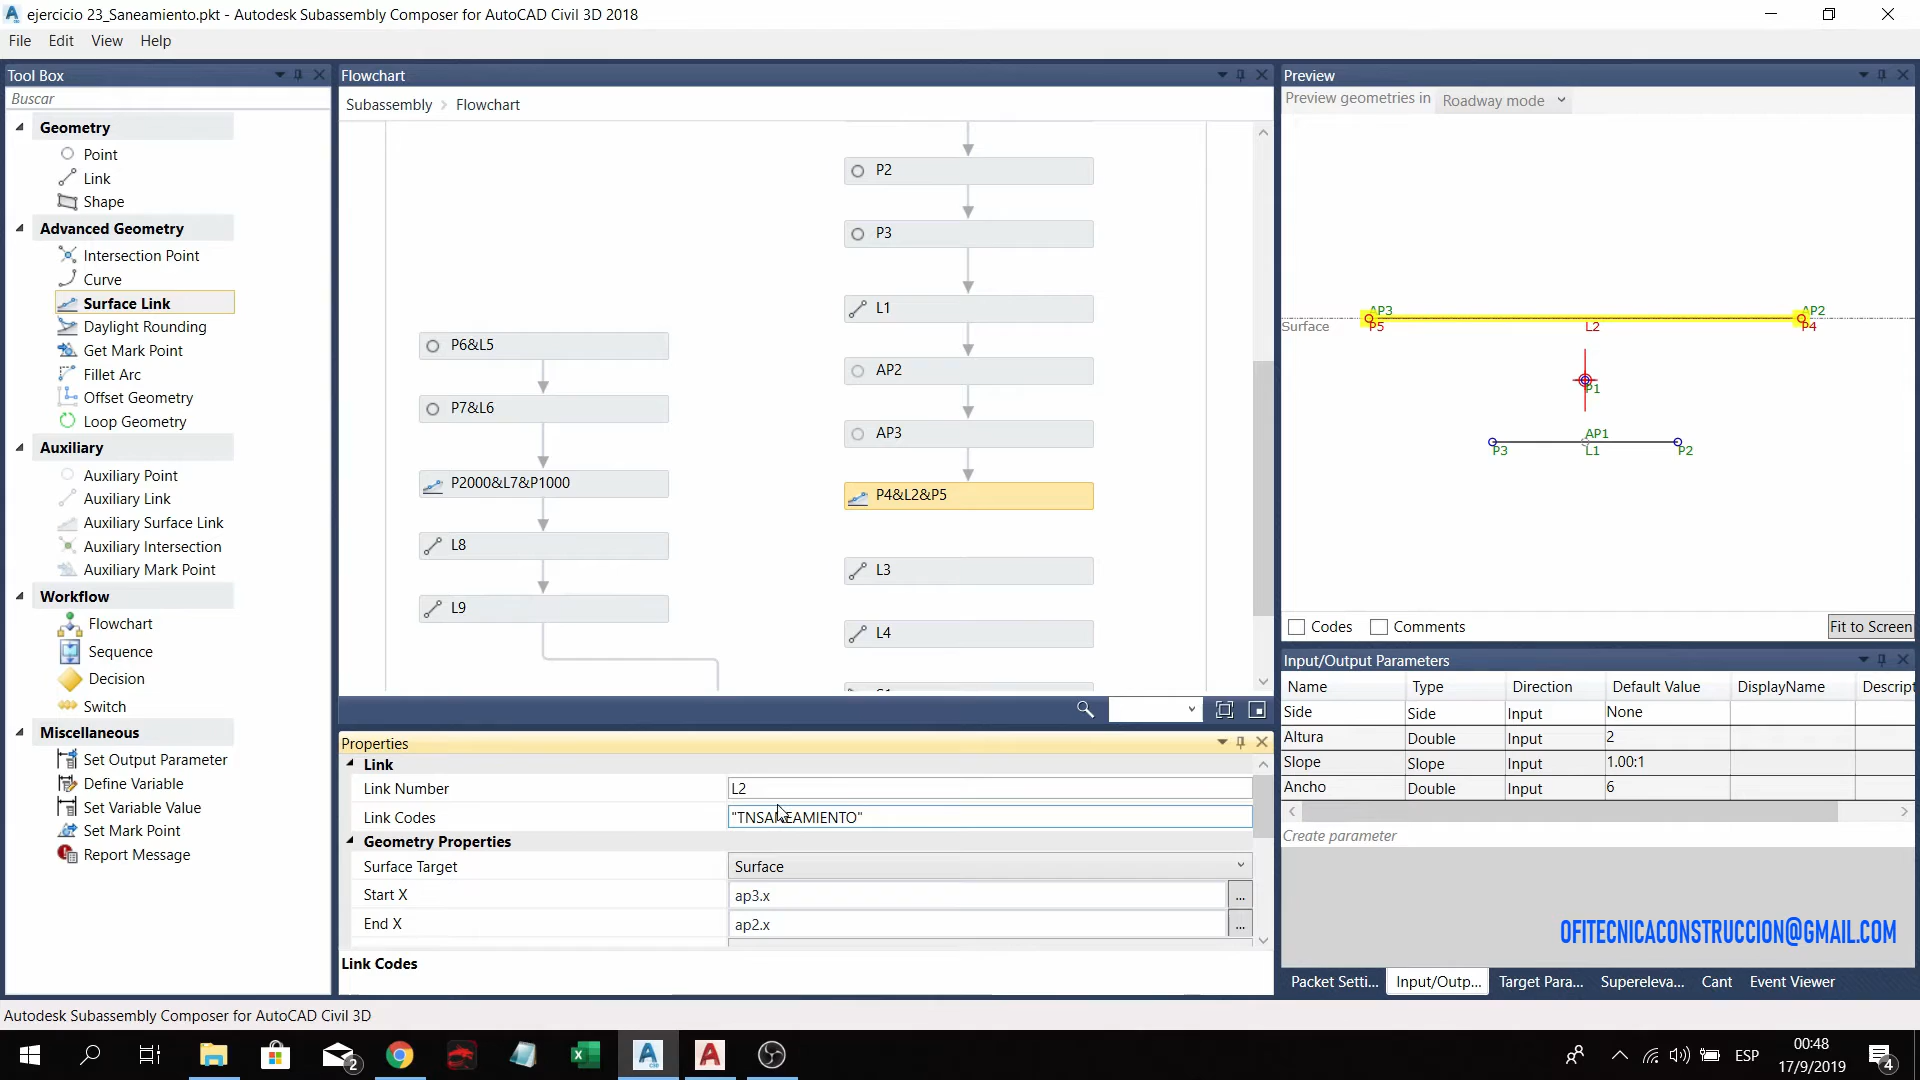 ejercicio 23_Saneamiento.pkt - Autodesk Subassembly Composer for AutoCAD Civil 3D 2018
File Edit View Help
Tool Box
Buscar
Geometry
Point
Link
Shape
Advanced Geometry
Intersection Point
Curve
Surface Link
Daylight Rounding
Get Mark Point
Fillet Arc
Offset Geometry
Loop Geometry
Auxiliary
Auxiliary Point
Auxiliary Link
Auxiliary Surface Link
Auxiliary Intersection
Auxiliary Mark Point
Workflow
Flowchart
Sequence
Decision
Switch
Miscellaneous
Set Output Parameter
Define Variable
Set Variable Value
Set Mark Point
Report Message
Flowchart
Subassembly > Flowchart
P2
P3
L1
P6&L5
AP2
P7&L6
AP3
P2000&L7&P1000
P4&L2&P5
L8
L3
L9
L4
Properties
Link
Link Number L2
Link Codes "TNSANEAMIENTO"
Geometry Properties
Surface Target Surface
Start X ap3.x ...
End X ap2.x ...
Link Codes
Preview
Preview geometries in Roadway mode
AP3 AP2
Surface P5 L2 P4
P1
AP1
P3 L1 P2
Codes Comments Fit to Screen
Input/Output Parameters
Name Type Direction Default Value DisplayName Descript
Side Side Input None
Altura Double Input 2
Slope Slope Input 1.00:1
Ancho Double Input 6
Create parameter
OFITECNICACONSTRUCCION@GMAIL.COM
Packet Setti... Input/Outp... Target Para... Supereleva... Cant Event Viewer
Autodesk Subassembly Composer for AutoCAD Civil 3D
2
ESP
00:48
17/9/2019
4